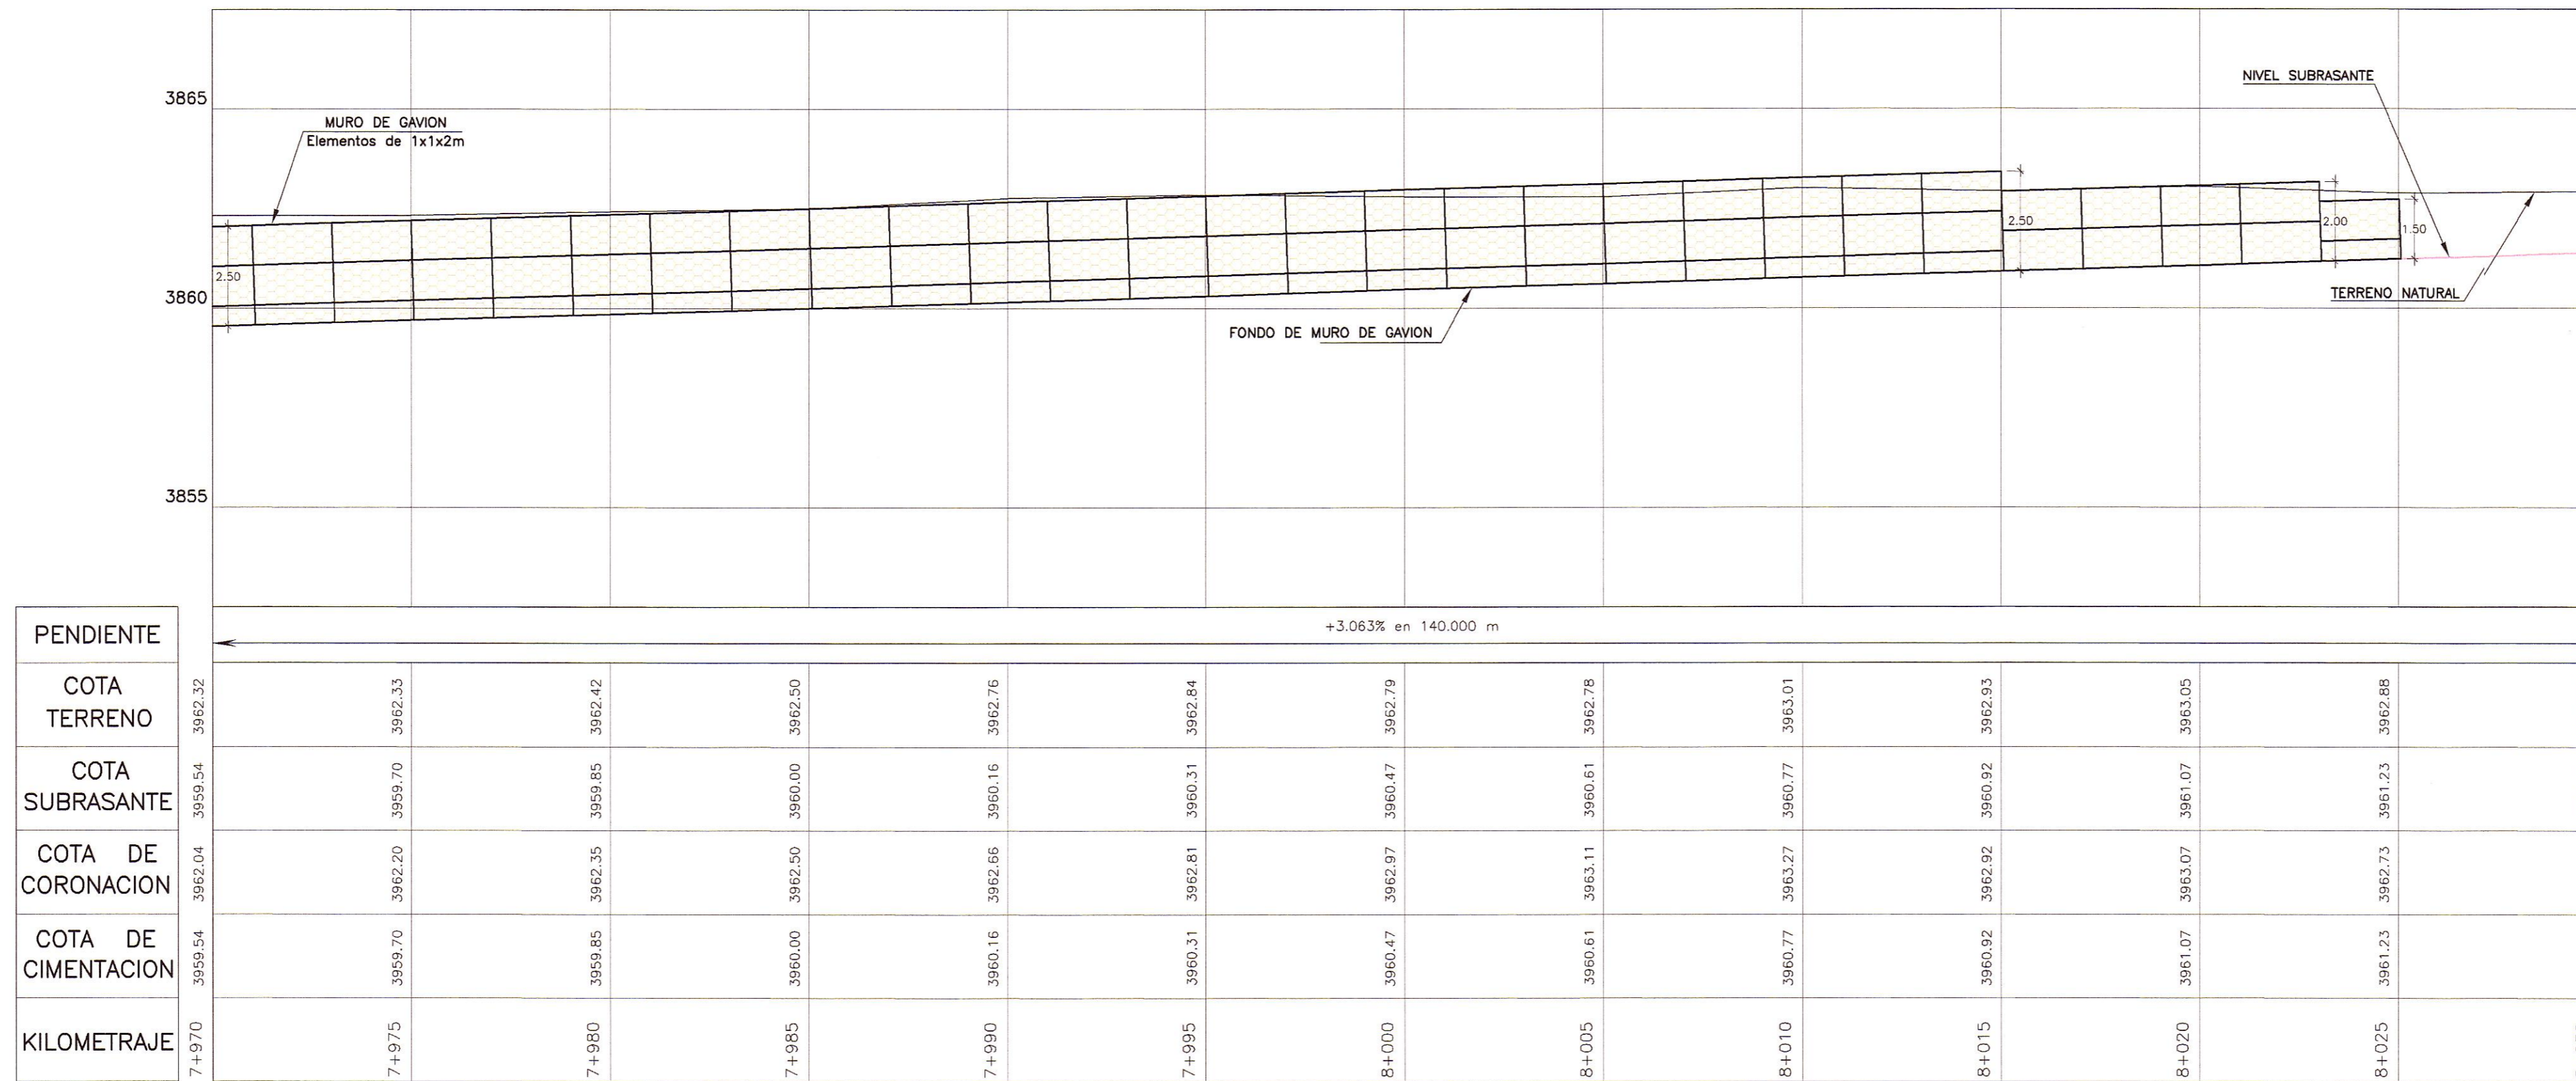 NIVEL SUBRASANTE
3865
MURO DE GAVION
Elementos de 1x1x2m
2.50
2.50
2.00
1.50
3860
TERRENO NATURAL
FONDO DE MURO DE GAVION
3855
PENDIENTE
+3.063% en 140.000 m
COTA
TERRENO
3962.32 3962.33 3962.42 3962.50 3962.76 3962.84 3962.79 3962.78 3963.01 3962.93 3963.05 3962.88
COTA
SUBRASANTE
3959.54 3959.70 3959.85 3960.00 3960.16 3960.31 3960.47 3960.61 3960.77 3960.92 3961.07 3961.23
COTA DE
CORONACION
3962.04 3962.20 3962.35 3962.50 3962.66 3962.81 3962.97 3963.11 3963.27 3962.92 3963.07 3962.73
COTA DE
CIMENTACION
3959.54 3959.70 3959.85 3960.00 3960.16 3960.31 3960.47 3960.61 3960.77 3960.92 3961.07 3961.23
KILOMETRAJE
7+970 7+975 7+980 7+985 7+990 7+995 8+000 8+005 8+010 8+015 8+020 8+025